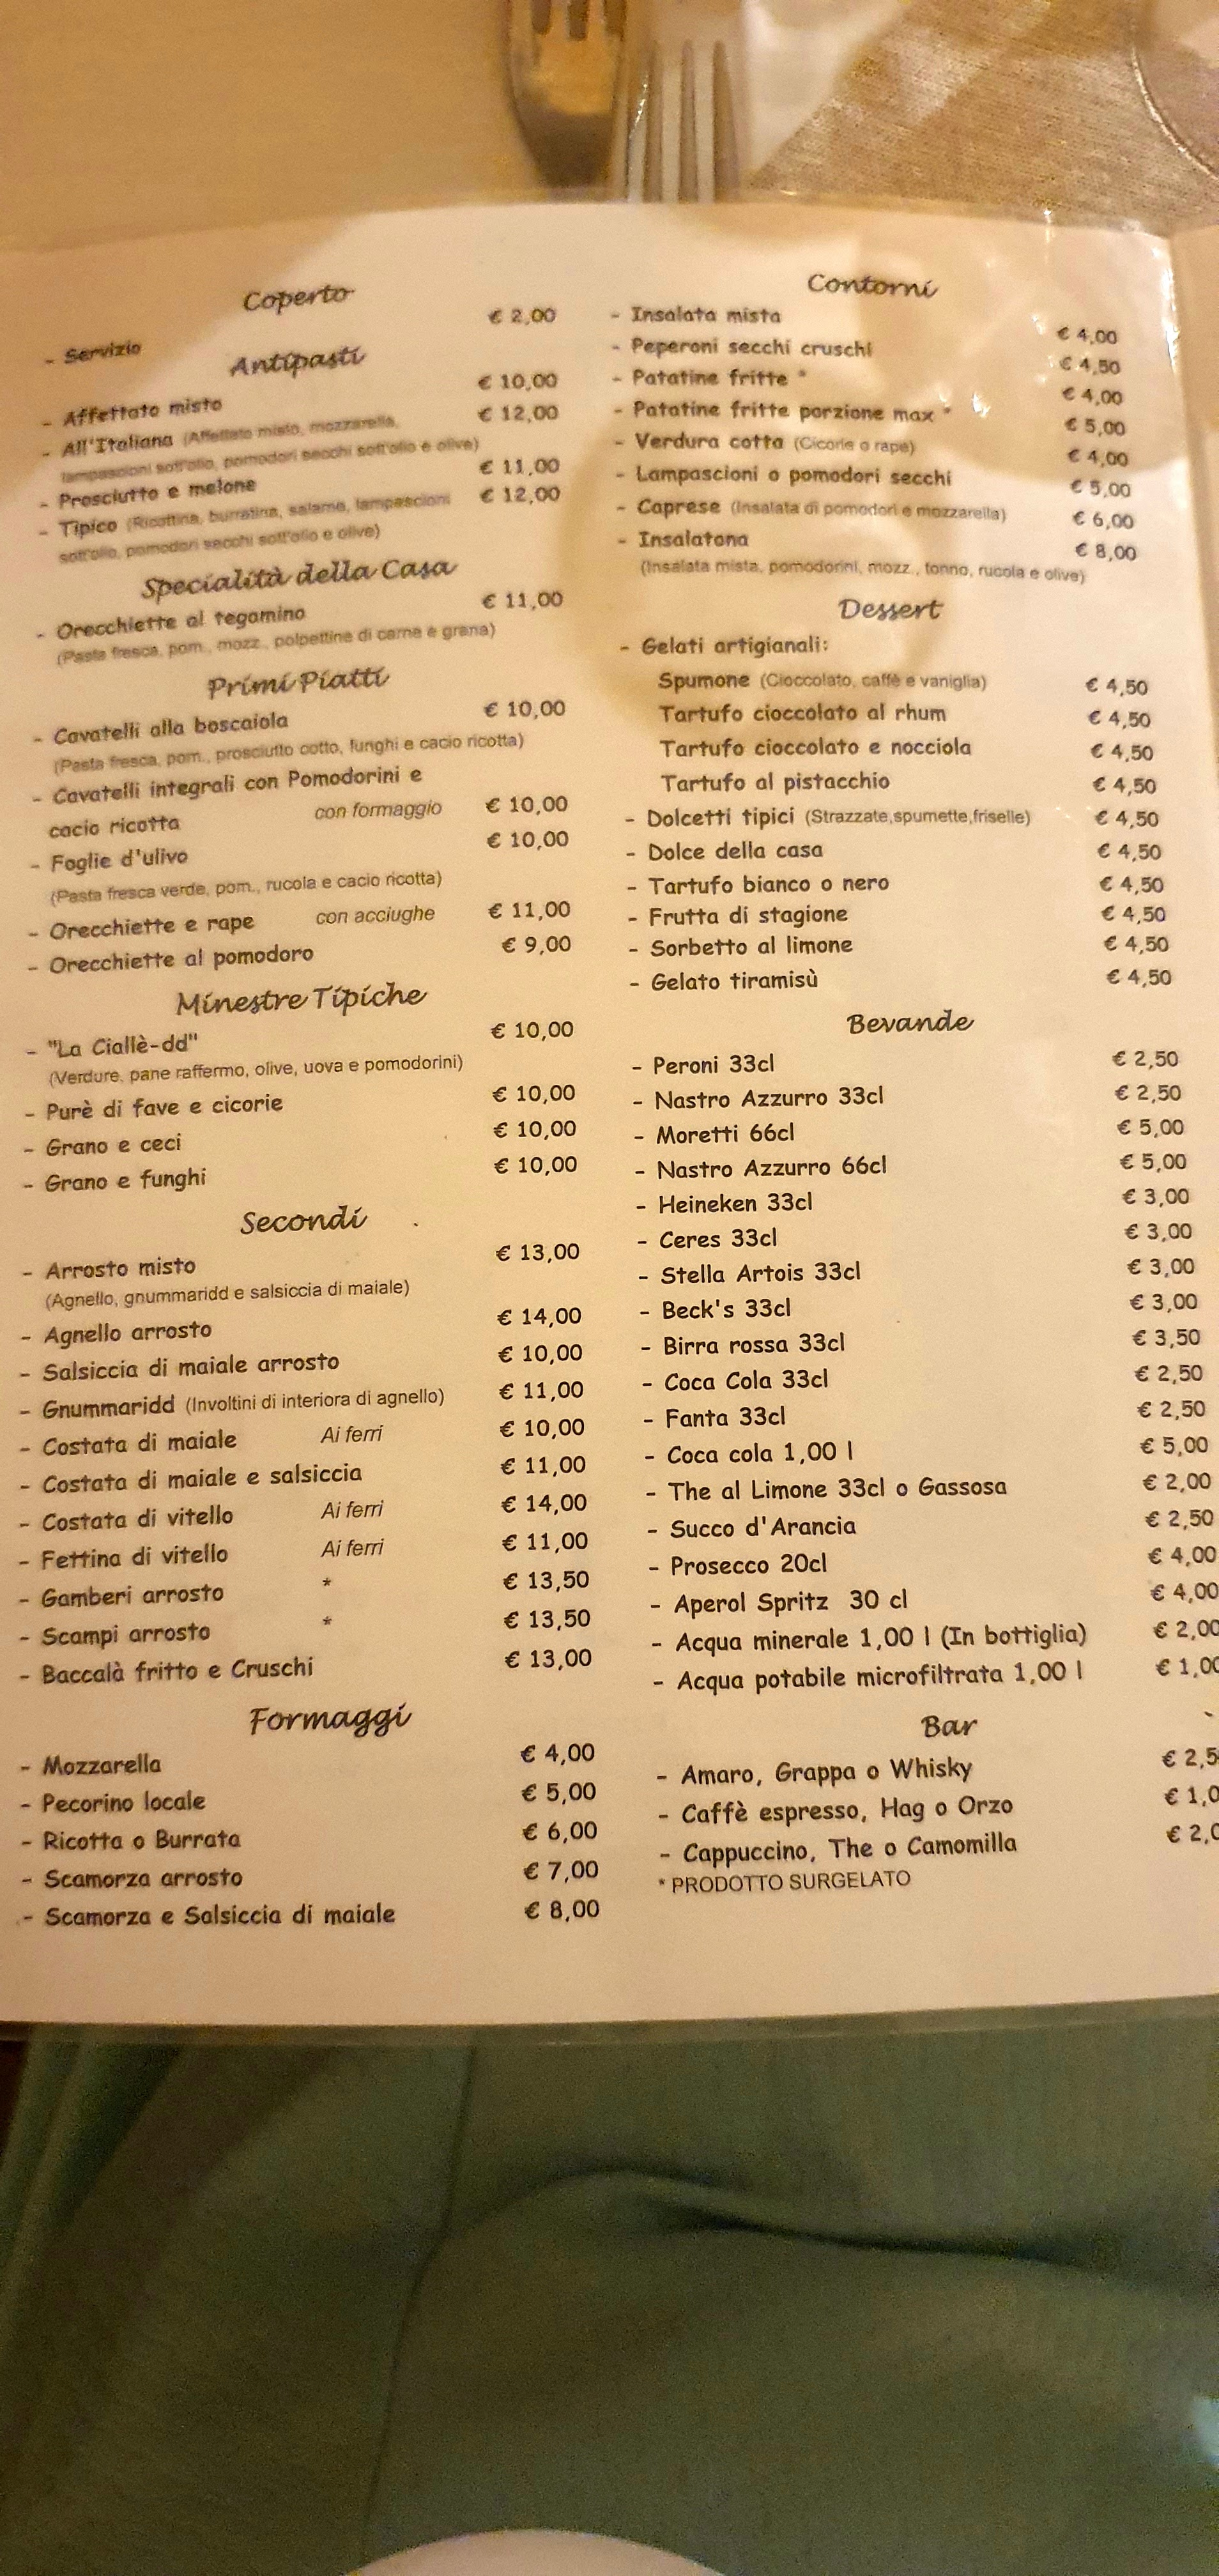 Coperto
- Servizio € 2,00
Antipasti
- Affettato misto € 10,00
- All'Italiana (Affettato misto, mozzarella, € 12,00
lampascioni sott'olio, pomodori secchi sott'olio e olive)
- Prosciutto e melone € 11,00
- Tipico (Ricottina, burratina, salame, lampascioni € 12,00
sott'olio, pomodori secchi sott'olio e olive)
Specialità della Casa
- Orecchiette al tegamino € 11,00
(Pasta fresca, pom., mozz., polpettine di carne e grana)
Primi Piatti
- Cavatelli alla boscaiola € 10,00
(Pasta fresca, pom., prosciutto cotto, funghi e cacio ricotta)
- Cavatelli integrali con Pomodorini e
cacio ricotta con formaggio € 10,00
- Foglie d'ulivo € 10,00
(Pasta fresca verde, pom., rucola e cacio ricotta)
- Orecchiette e rape con acciughe € 11,00
- Orecchiette al pomodoro € 9,00
Minestre Tipiche
- "La Ciallè-dd" € 10,00
(Verdure, pane raffermo, olive, uova e pomodorini)
- Purè di fave e cicorie € 10,00
- Grano e ceci € 10,00
- Grano e funghi € 10,00
Secondi
- Arrosto misto € 13,00
(Agnello, gnummaridd e salsiccia di maiale)
- Agnello arrosto € 14,00
- Salsiccia di maiale arrosto € 10,00
- Gnummaridd (Involtini di interiora di agnello) € 11,00
- Costata di maiale Ai ferri € 10,00
- Costata di maiale e salsiccia € 11,00
- Costata di vitello Ai ferri € 14,00
- Fettina di vitello Ai ferri € 11,00
- Gamberi arrosto * € 13,50
- Scampi arrosto * € 13,50
- Baccalà fritto e Cruschi € 13,00
Formaggi
- Mozzarella € 4,00
- Pecorino locale € 5,00
- Ricotta o Burrata € 6,00
- Scamorza arrosto € 7,00
- Scamorza e Salsiccia di maiale € 8,00
Contorni
- Insalata mista € 4,00
- Peperoni secchi cruschi € 4,50
- Patatine fritte * € 4,00
- Patatine fritte porzione max * € 5,00
- Verdura cotta (Cicorie o rape) € 4,00
- Lampascioni o pomodori secchi € 5,00
- Caprese (Insalata di pomodori e mozzarella) € 6,00
- Insalatona € 8,00
(Insalata mista, pomodorini, mozz., tonno, rucola e olive)
Dessert
- Gelati artigianali:
Spumone (Cioccolato, caffè e vaniglia) € 4,50
Tartufo cioccolato al rhum € 4,50
Tartufo cioccolato e nocciola € 4,50
Tartufo al pistacchio € 4,50
- Dolcetti tipici (Strazzate,spumette,friselle) € 4,50
- Dolce della casa € 4,50
- Tartufo bianco o nero € 4,50
- Frutta di stagione € 4,50
- Sorbetto al limone € 4,50
- Gelato tiramisù € 4,50
Bevande
- Peroni 33cl € 2,50
- Nastro Azzurro 33cl € 2,50
- Moretti 66cl € 5,00
- Nastro Azzurro 66cl € 5,00
- Heineken 33cl € 3,00
- Ceres 33cl € 3,00
- Stella Artois 33cl € 3,00
- Beck's 33cl € 3,00
- Birra rossa 33cl € 3,50
- Coca Cola 33cl € 2,50
- Fanta 33cl € 2,50
- Coca cola 1,00 l € 5,00
- The al Limone 33cl o Gassosa € 2,00
- Succo d'Arancia € 2,50
- Prosecco 20cl € 4,00
- Aperol Spritz 30 cl € 4,00
- Acqua minerale 1,00 l (In bottiglia) € 2,00
- Acqua potabile microfiltrata 1,00 l € 1,00
Bar
- Amaro, Grappa o Whisky € 2,5
- Caffè espresso, Hag o Orzo € 1,0
- Cappuccino, The o Camomilla € 2,0
* PRODOTTO SURGELATO